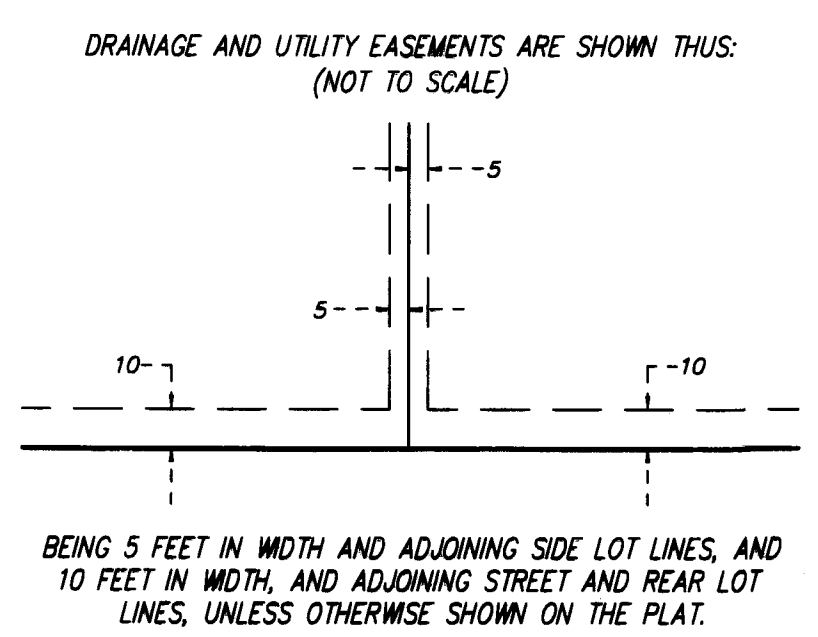 DRAINAGE AND UTILITY EASEMENTS ARE SHOWN THUS:
(NOT TO SCALE)
5
5
10
10
BEING 5 FEET IN WIDTH AND ADJOINING SIDE LOT LINES, AND
10 FEET IN WIDTH, AND ADJOINING STREET AND REAR LOT
LINES, UNLESS OTHERWISE SHOWN ON THE PLAT.